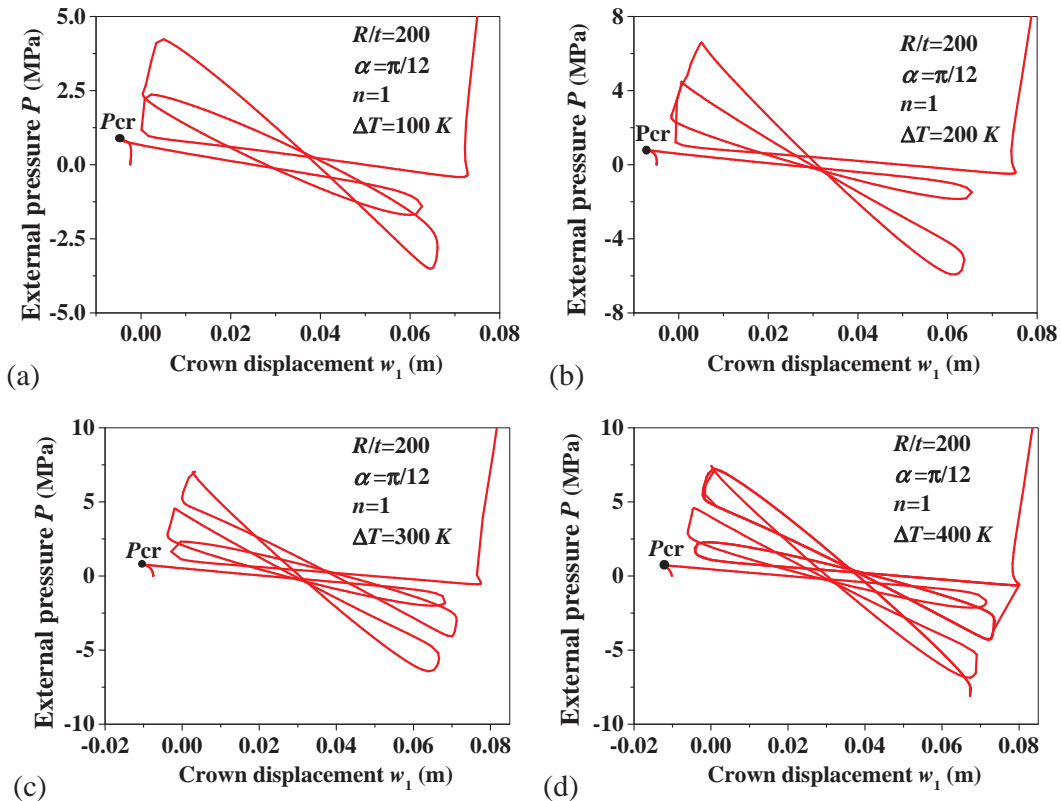 5.0
2.5
0.0
-2.5
-5.0
External pressure P (MPa)
Pcr
R/t=200
α=π/12
n=1
ΔT=100 K
0.00 0.02 0.04 0.06 0.08
Crown displacement w₁ (m)
(a)
8
4
0
-4
-8
External pressure P (MPa)
Pcr
R/t=200
α=π/12
n=1
ΔT=200 K
0.00 0.02 0.04 0.06 0.08
Crown displacement w₁ (m)
(b)
10
5
0
-5
-10
External pressure P (MPa)
Pcr
R/t=200
α=π/12
n=1
ΔT=300 K
-0.02 0.00 0.02 0.04 0.06 0.08
Crown displacement w₁ (m)
(c)
10
5
0
-5
-10
External pressure P (MPa)
Pcr
R/t=200
α=π/12
n=1
ΔT=400 K
-0.02 0.00 0.02 0.04 0.06 0.08
Crown displacement w₁ (m)
(d)